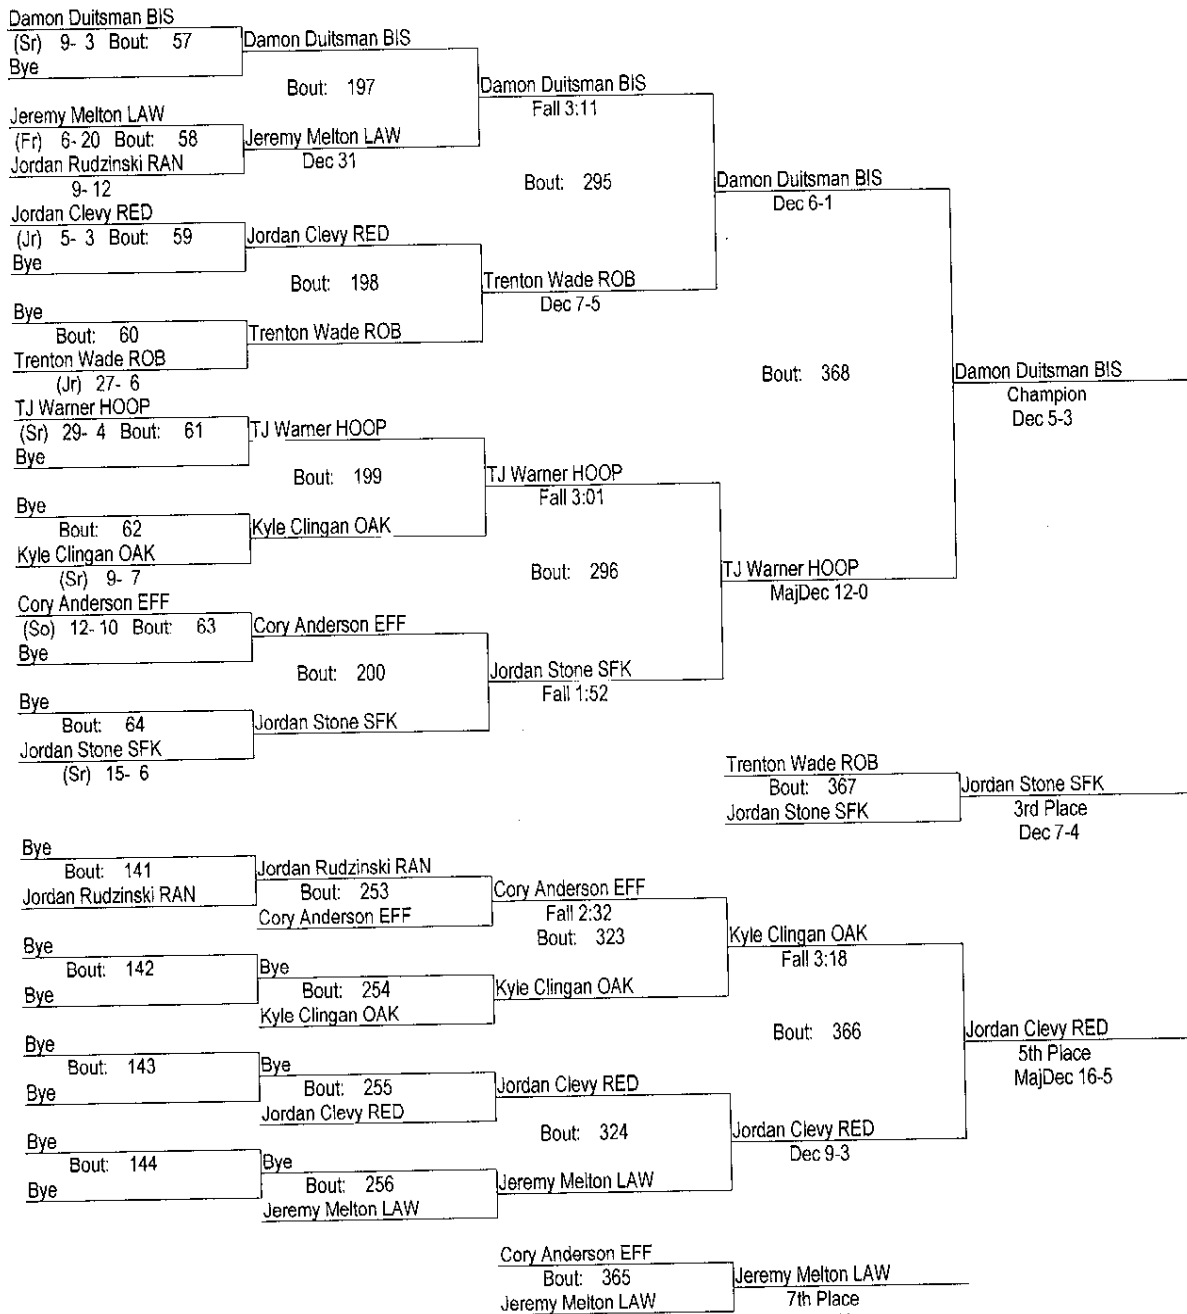 Damon Duitsman BIS
(Sr) 9- 3 Bout: 57
Bye
Damon Duitsman BIS
Bout: 197
Jeremy Melton LAW
(Fr) 6- 20 Bout: 58
Jordan Rudzinski RAN
9- 12
Jeremy Melton LAW
Dec 31
Damon Duitsman BIS
Fall 3:11
Bout: 295
Jordan Clevy RED
(Jr) 5- 3 Bout: 59
Bye
Jordan Clevy RED
Bout: 198
Bye
Bout: 60
Trenton Wade ROB
(Jr) 27- 6
Trenton Wade ROB
Trenton Wade ROB
Dec 7-5
Damon Duitsman BIS
Dec 6-1
Bout: 368
Damon Duitsman BIS
Champion
Dec 5-3
TJ Warner HOOP
(Sr) 29- 4 Bout: 61
Bye
TJ Warner HOOP
Bout: 199
Bye
Bout: 62
Kyle Clingan OAK
(Sr) 9- 7
Kyle Clingan OAK
TJ Warner HOOP
Fall 3:01
Bout: 296
Cory Anderson EFF
(So) 12- 10 Bout: 63
Bye
Cory Anderson EFF
Bout: 200
Bye
Bout: 64
Jordan Stone SFK
(Sr) 15- 6
Jordan Stone SFK
Jordan Stone SFK
Fall 1:52
TJ Warner HOOP
MajDec 12-0
Trenton Wade ROB
Bout: 367
Jordan Stone SFK
Jordan Stone SFK
3rd Place
Dec 7-4
Bye
Bout: 141
Jordan Rudzinski RAN
Jordan Rudzinski RAN
Bout: 253
Cory Anderson EFF
Cory Anderson EFF
Fall 2:32
Bout: 323
Bye
Bout: 142
Bye
Bye
Bout: 254
Kyle Clingan OAK
Kyle Clingan OAK
Kyle Clingan OAK
Fall 3:18
Bout: 366
Bye
Bout: 143
Bye
Bye
Bout: 255
Jordan Clevy RED
Jordan Clevy RED
Bout: 324
Bye
Bout: 144
Bye
Bye
Bout: 256
Jeremy Melton LAW
Jeremy Melton LAW
Jordan Clevy RED
Dec 9-3
Jordan Clevy RED
5th Place
MajDec 16-5
Cory Anderson EFF
Bout: 365
Jeremy Melton LAW
Jeremy Melton LAW
7th Place